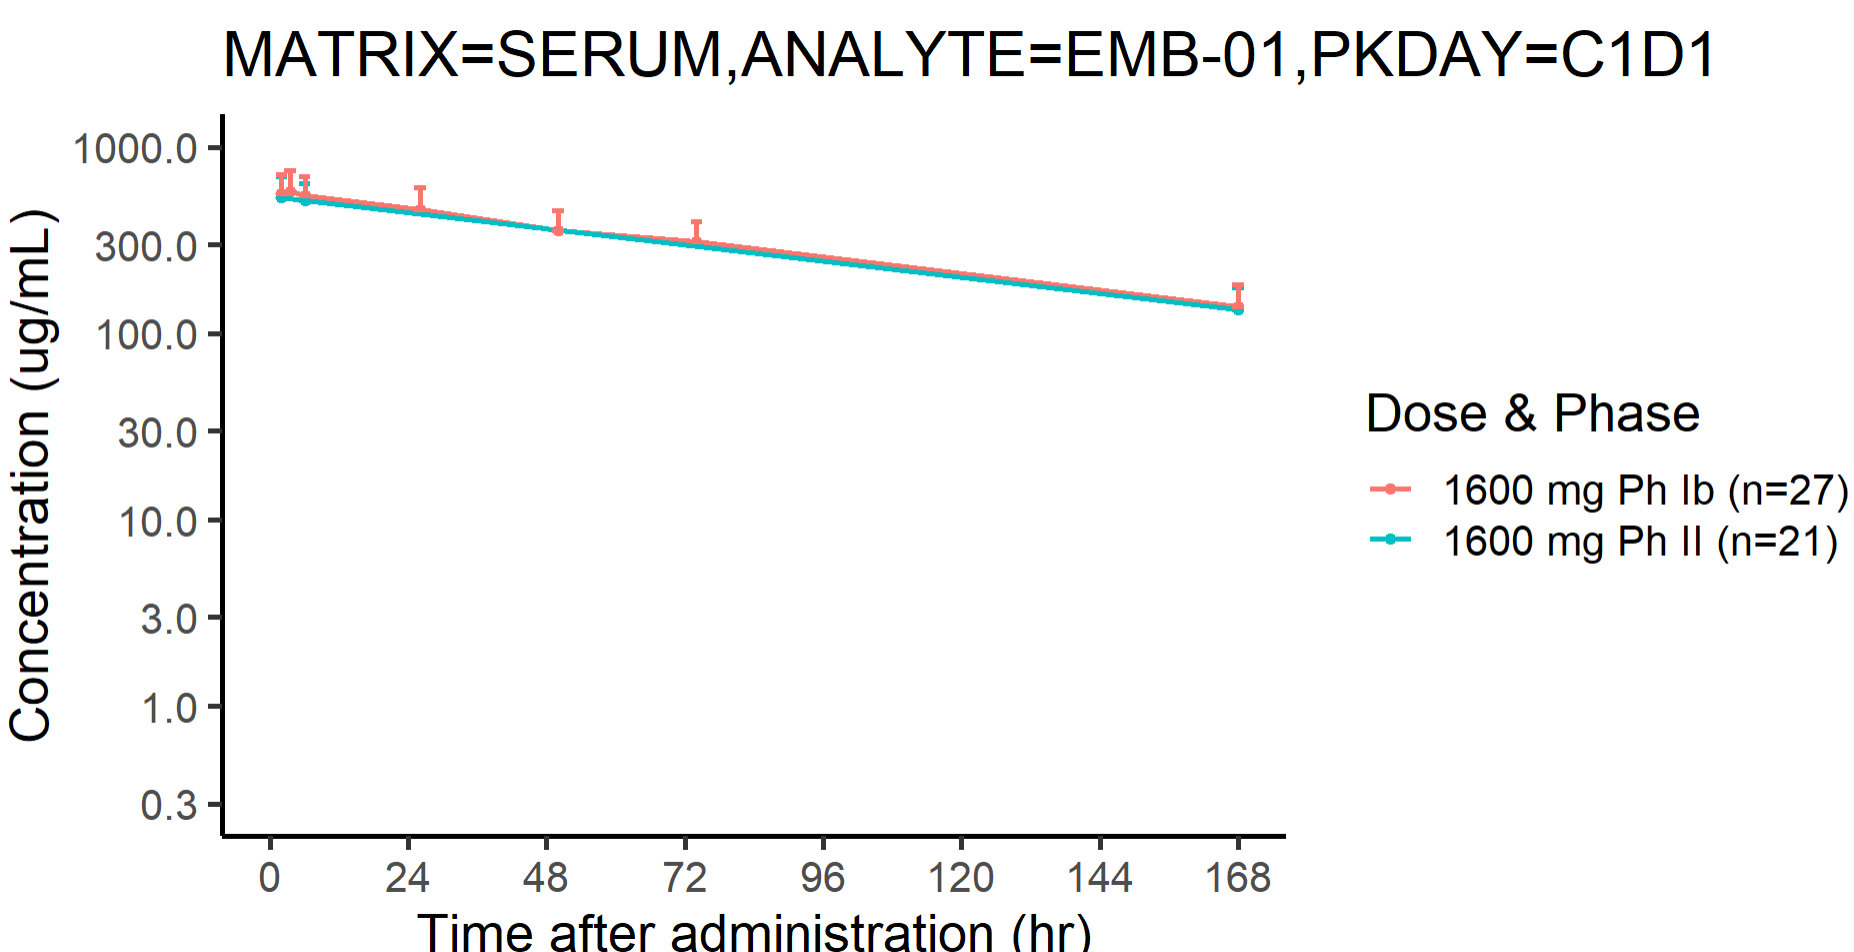 MATRIX=SERUM,ANALYTE=EMB-01,PKDAY=C1D1
Concentration (ug/mL)
1000.0
300.0
100.0
30.0
10.0
3.0
1.0
0.3
0 24 48 72 96 120 144 168
Time after administration (hr)
Dose & Phase
1600 mg Ph Ib (n=27)
1600 mg Ph II (n=21)